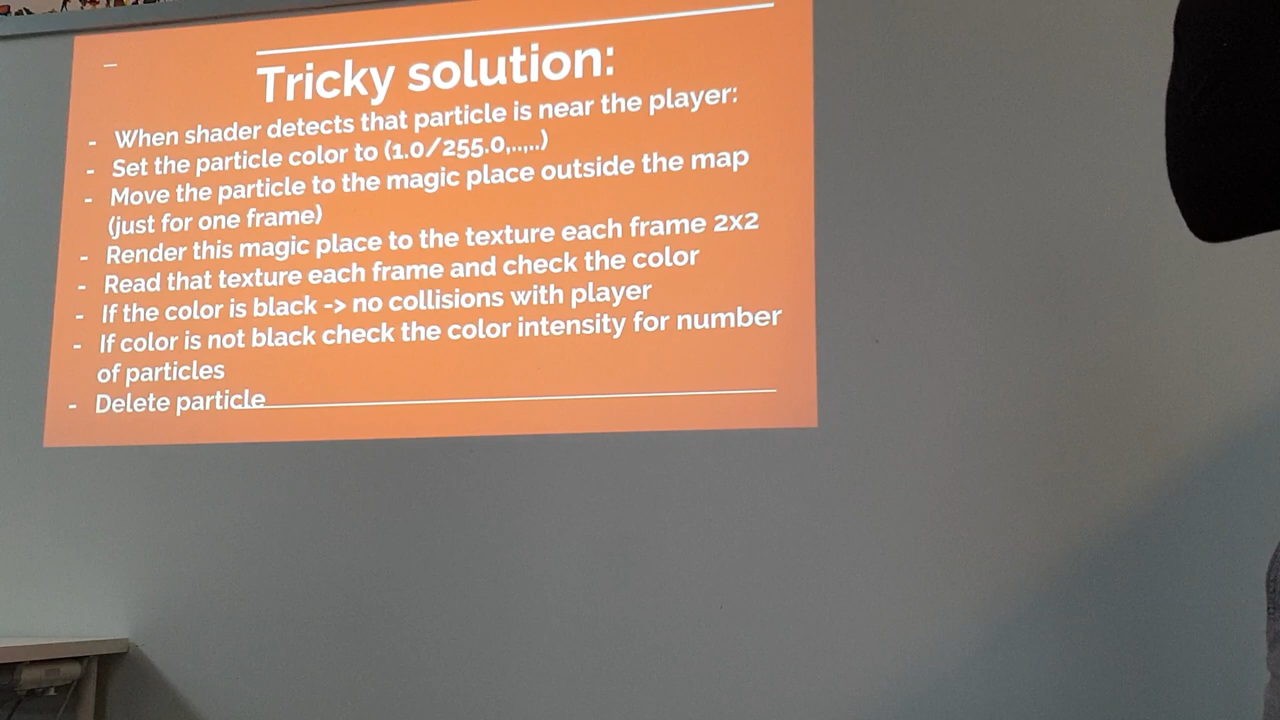 Tricky solution:
- When shader detects that particle is near the player:
- Set the particle color to (1.0/255.0,..,..)
- Move the particle to the magic place outside the map
(just for one frame)
- Render this magic place to the texture each frame 2x2
- Read that texture each frame and check the color
- If the color is black -> no collisions with player
- If color is not black check the color intensity for number
of particles
- Delete particle